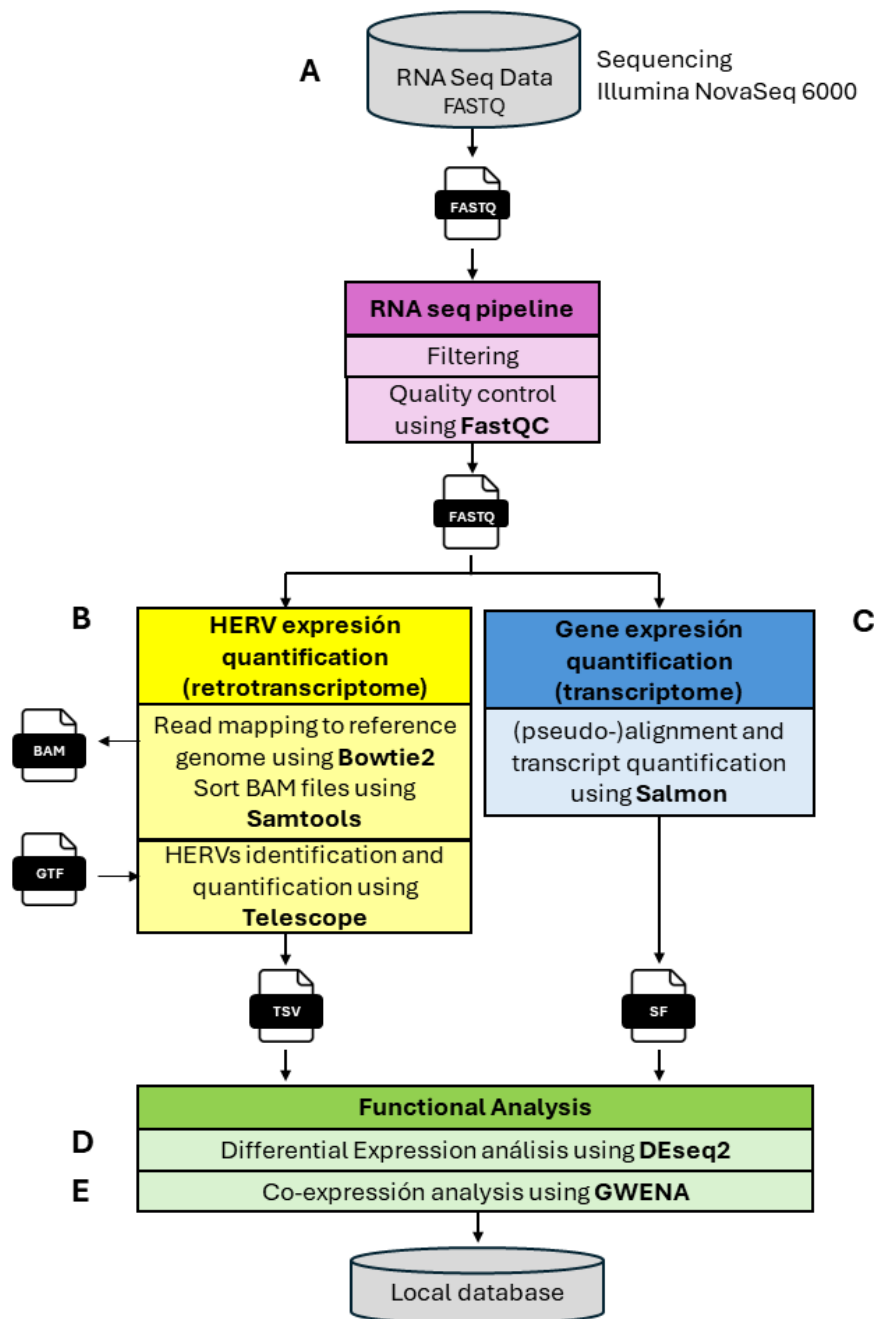 A
RNA Seq Data
FASTQ
Sequencing
Illumina NovaSeq 6000
FASTQ
RNA seq pipeline
Filtering
Quality control
using FastQC
FASTQ
B
HERV expresión
quantification
(retrotranscriptome)
Read mapping to reference
genome using Bowtie2
Sort BAM files using
Samtools
BAM
GTF
HERVs identification and
quantification using
Telescope
TSV
C
Gene expresión
quantification
(transcriptome)
(pseudo-)alignment and
transcript quantification
using Salmon
SF
Functional Analysis
D
Differential Expression análisis using DEseq2
E
Co-expressión analysis using GWENA
Local database